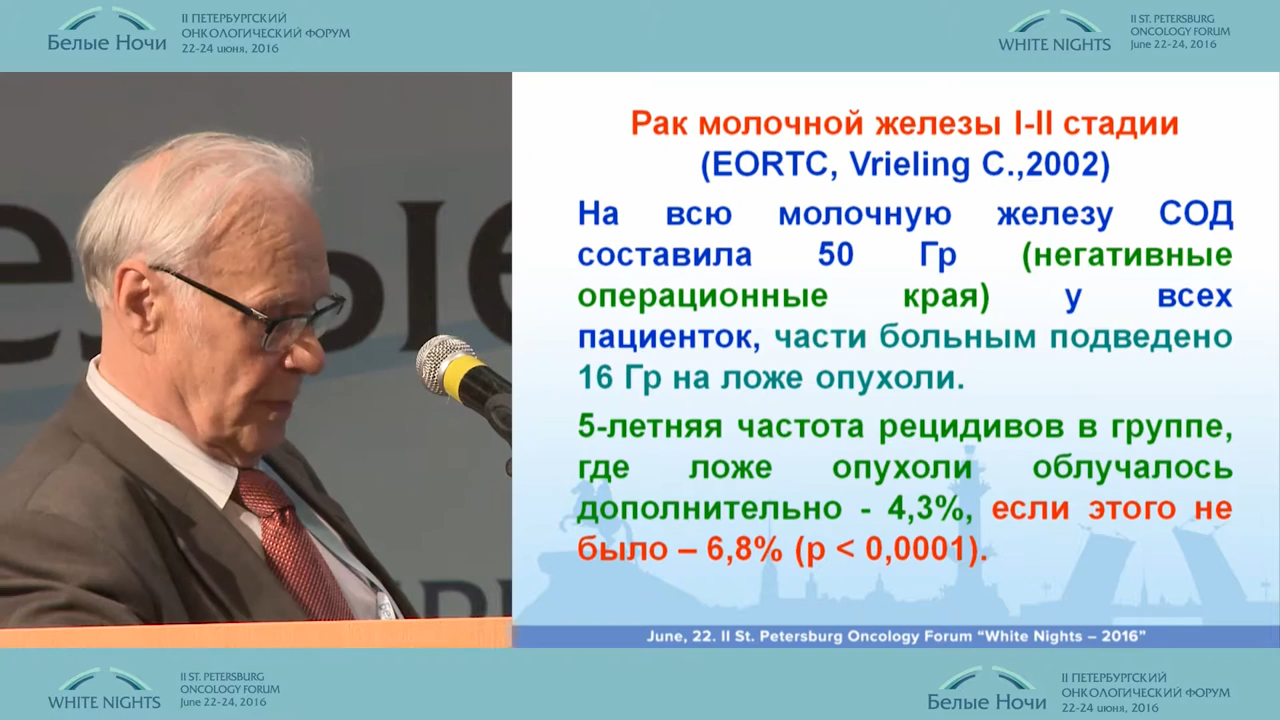 Белые Ночи
II ПЕТЕРБУРГСКИЙ
ОНКОЛОГИЧЕСКИЙ ФОРУМ
22-24 июня, 2016
WHITE NIGHTS
II ST. PETERSBURG
ONCOLOGY FORUM
June 22-24, 2016
Рак молочной железы I-II стадии
(EORTC, Vrieling C.,2002)
На всю молочную железу СОД
составила 50 Гр (негативные
операционные края) у всех
пациенток, части больным подведено
16 Гр на ложе опухоли.
5-летняя частота рецидивов в группе,
где ложе опухоли облучалось
дополнительно - 4,3%, если этого не
было – 6,8% (p < 0,0001).
June, 22. II St. Petersburg Oncology Forum “White Nights – 2016”
WHITE NIGHTS
II ST. PETERSBURG
ONCOLOGY FORUM
June 22-24, 2016
Белые Ночи
II ПЕТЕРБУРГСКИЙ
ОНКОЛОГИЧЕСКИЙ ФОРУМ
22-24 июня, 2016